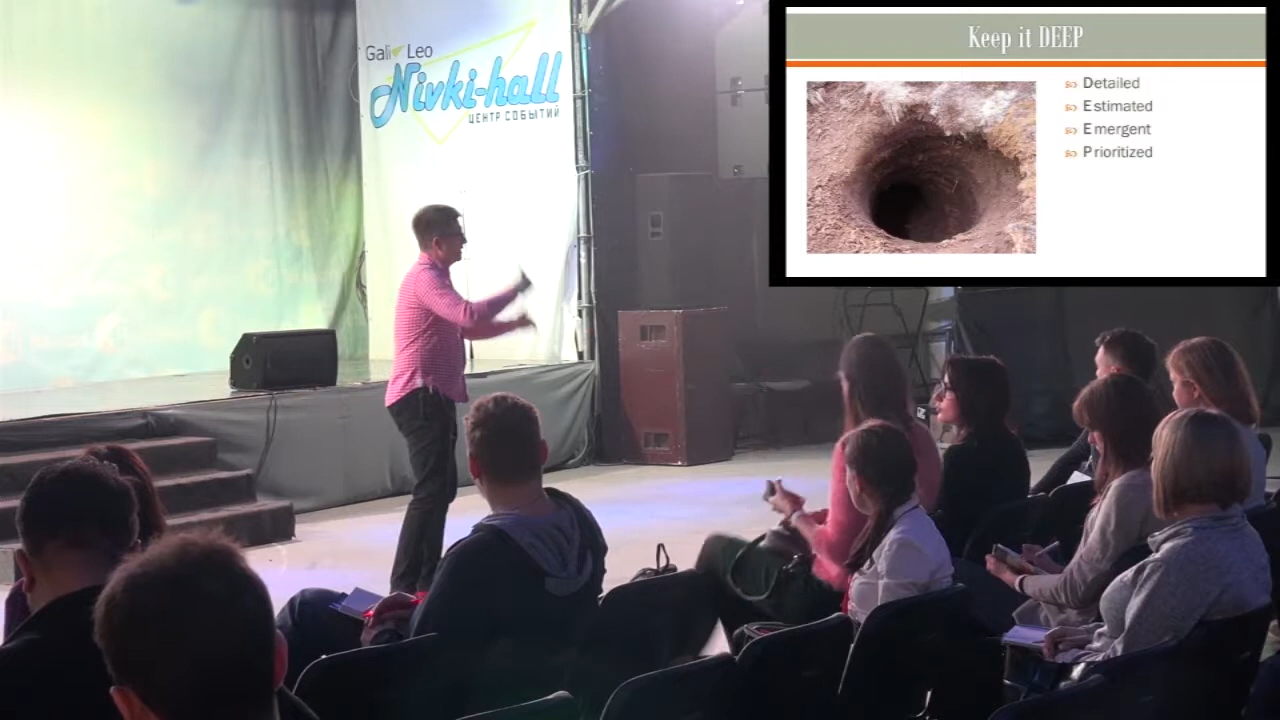 Gali Leo
Nivki-hall
ЦЕНТР СОБЫТИЙ
Keep it DEEP
Detailed
Estimated
Emergent
Prioritized